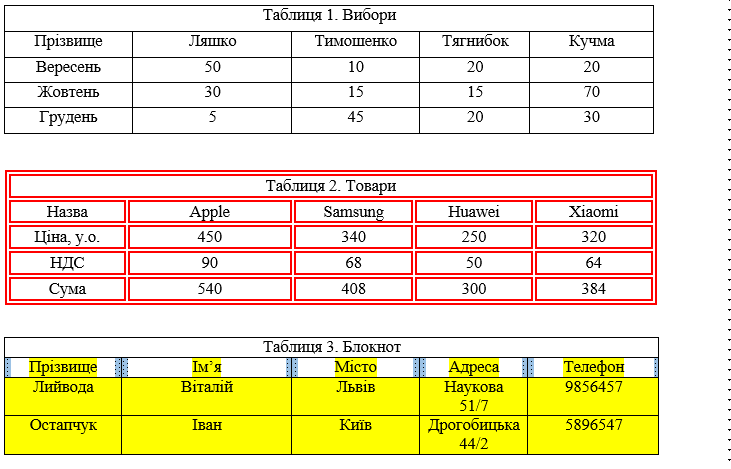 Таблиця 1. Вибори
Прізвище Ляшко Тимошенко Тягнибок Кучма
Вересень 50 10 20 20
Жовтень 30 15 15 70
Грудень 5 45 20 30
Таблиця 2. Товари
Назва Apple Samsung Huawei Xiaomi
Ціна, у.о. 450 340 250 320
НДС 90 68 50 64
Сума 540 408 300 384
Таблиця 3. Блокнот
Прізвище Ім’я Місто Адреса Телефон
Лийвода Віталій Львів Наукова 9856457
51/7
Остапчук Іван Київ Дрогобицька 5896547
44/2